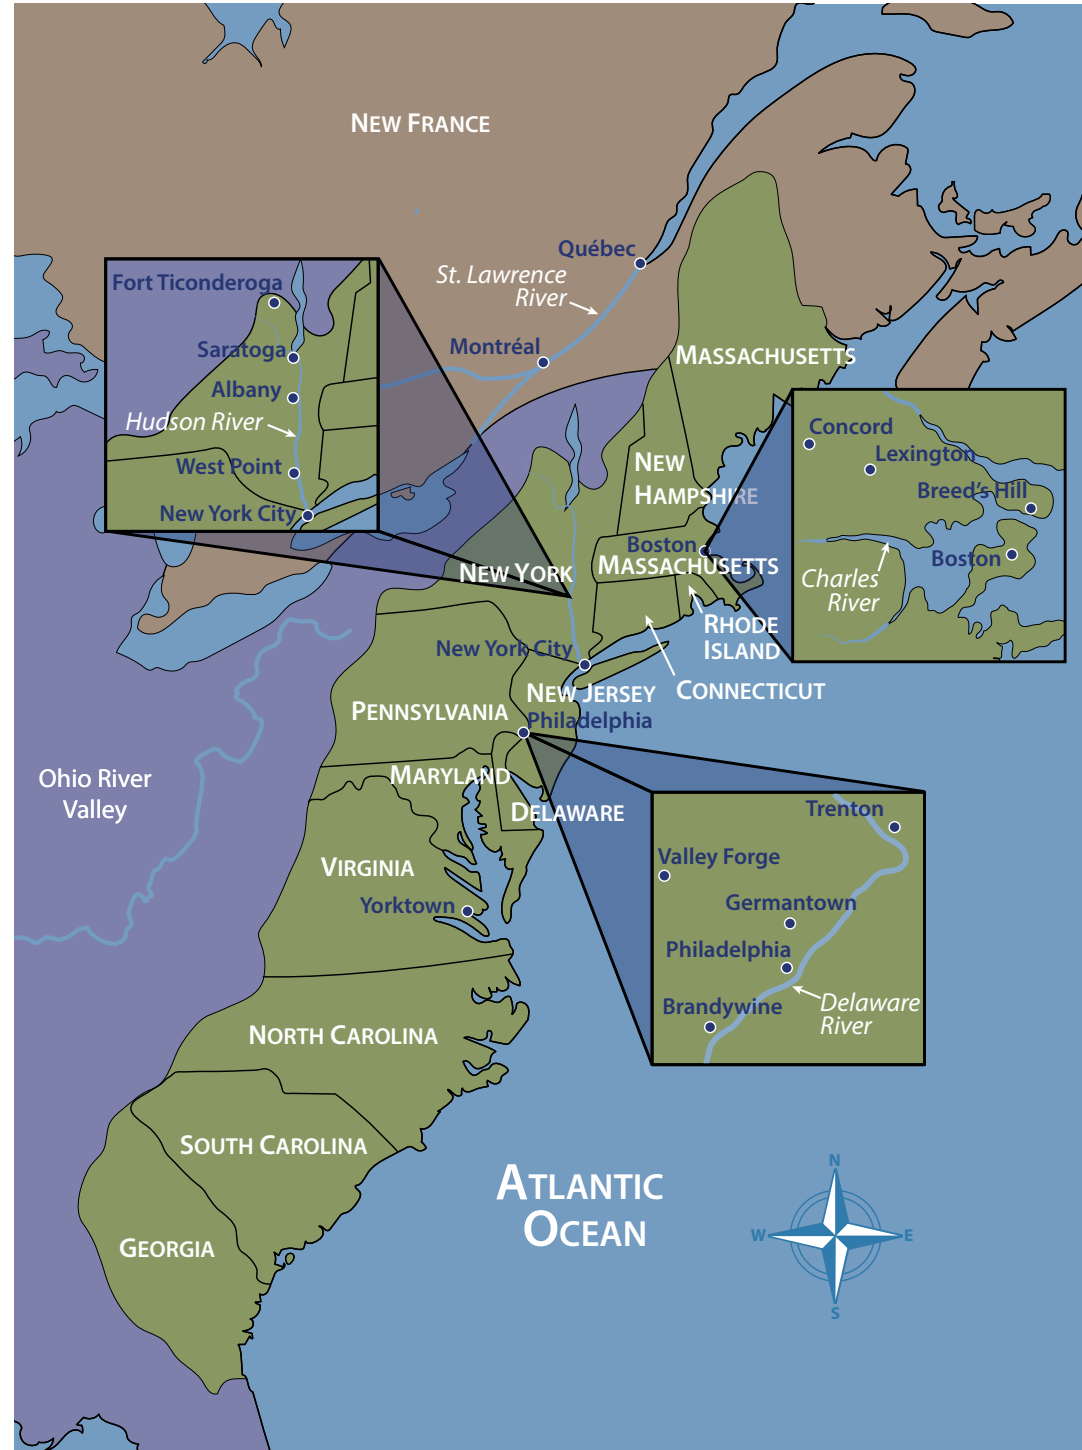 NEW FRANCE
Québec
St. Lawrence
River
Montréal
Fort Ticonderoga
Saratoga
Albany
Hudson River
West Point
New York City
MASSACHUSETTS
NEW
HAMPSHIRE
Concord
Lexington
Breed's Hill
Boston
Charles
River
Boston
MASSACHUSETTS
NEW YORK
RHODE
ISLAND
New York City
CONNECTICUT
NEW JERSEY
PENNSYLVANIA
Philadelphia
Ohio River
Valley
MARYLAND
DELAWARE
Trenton
Valley Forge
Germantown
Philadelphia
Brandywine
Delaware
River
VIRGINIA
Yorktown
NORTH CAROLINA
SOUTH CAROLINA
GEORGIA
ATLANTIC
OCEAN
N
W
E
S